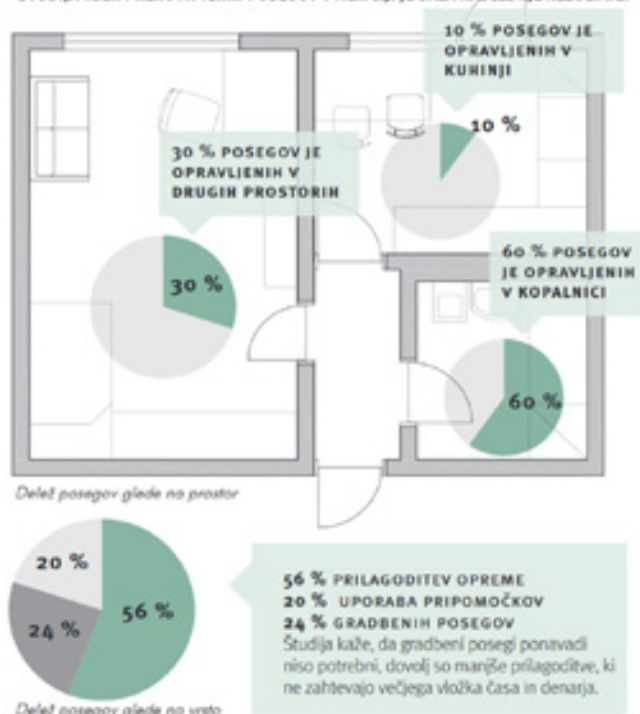 10 % POSEGOV JE
OPRAVLJENIH V
KUHINJI
10 %
30 % POSEGOV JE
OPRAVLJENIH V
DRUGIH PROSTORIH
30 %
60 % POSEGOV
JE OPRAVLJENIH
V KOPALNICI
60 %
Delež posegov glede na prostor
20 %
24 %
56 %
56 % PRILAGODITEV OPREME
20 % UPORABA PRIPOMOČKOV
24 % GRADBENIH POSEGOV
Študija kaže, da gradbeni posegi ponavadi
niso potrebni, dovolj so manjše prilagoditve, ki
ne zahtevajo večjega vložka časa in denarja.
Delež posegov glede na vrsto